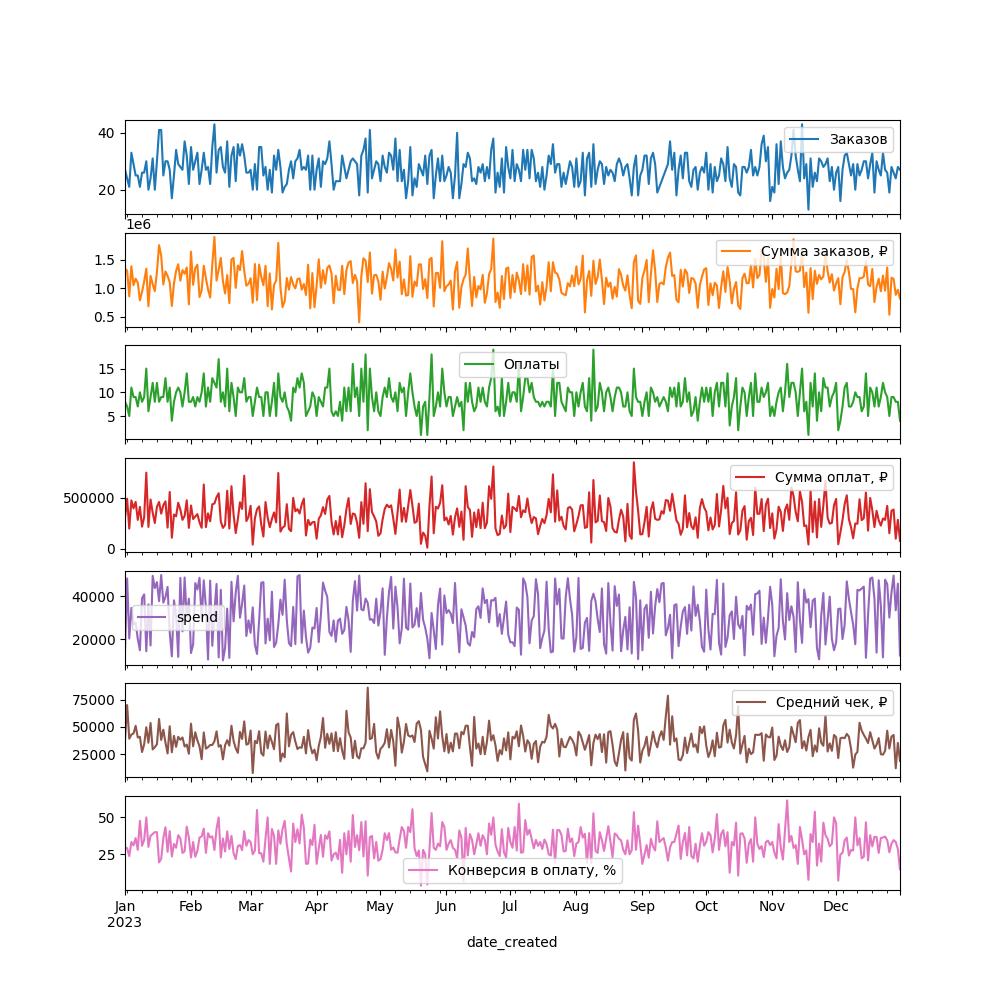 40
20
Заказов
1e6
1.5
1.0
0.5
Сумма заказов, ₽
15
10
5
Оплаты
500000
0
Сумма оплат, ₽
40000
20000
spend
75000
50000
25000
Средний чек, ₽
50
25
Конверсия в оплату, %
Jan Feb Mar Apr May Jun Jul Aug Sep Oct Nov Dec
2023
date_created